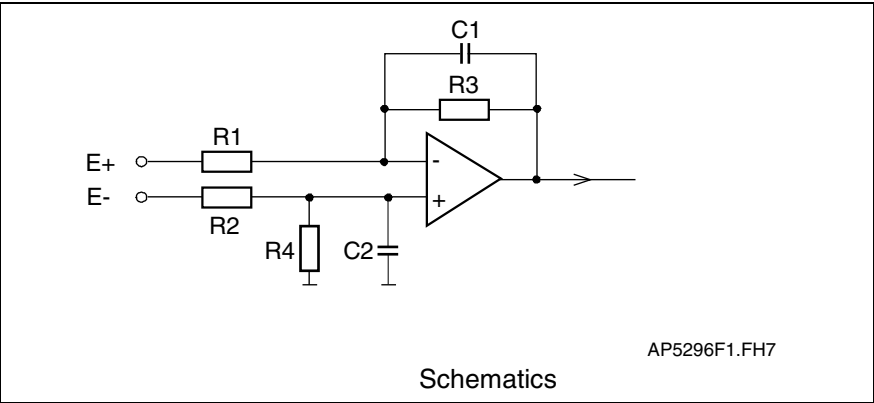 C1
R3
R1
E+
-
E-
+
R2
R4
C2
AP5296F1.FH7
Schematics